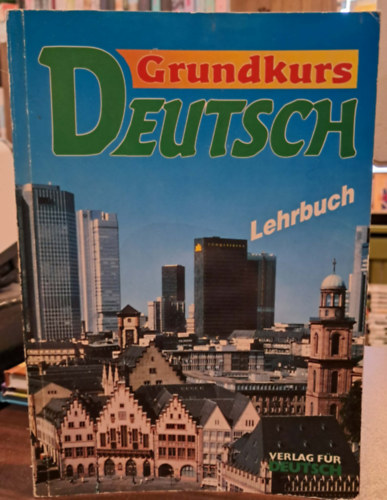 Grundkurs
DEUTSCH
Lehrbuch
VERLAG FÜR
DEUTSCH